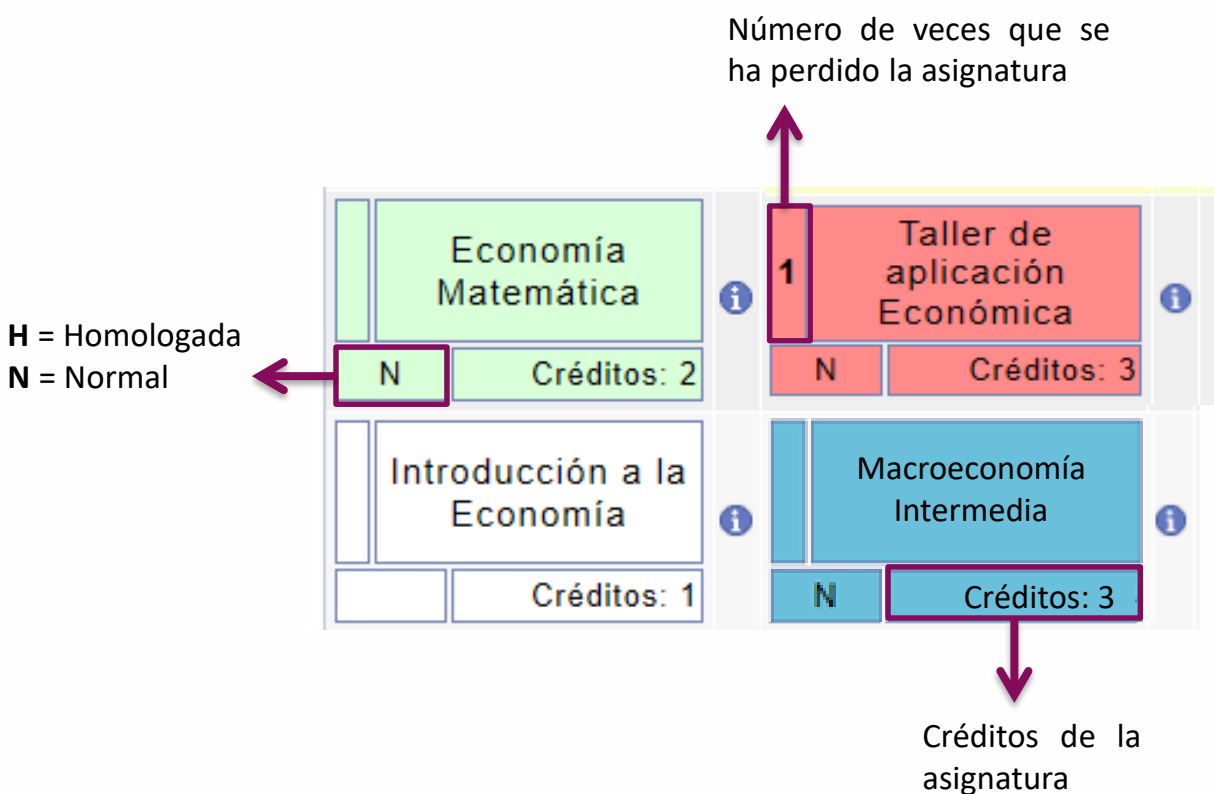 Número de veces que se
ha perdido la asignatura
Economía
Matemática
1
Taller de
aplicación
Económica
H = Homologada
N = Normal
N
Créditos: 2
N
Créditos: 3
Introducción a la
Economía
Macroeconomía
Intermedia
Créditos: 1
N
Créditos: 3
Créditos de la
asignatura